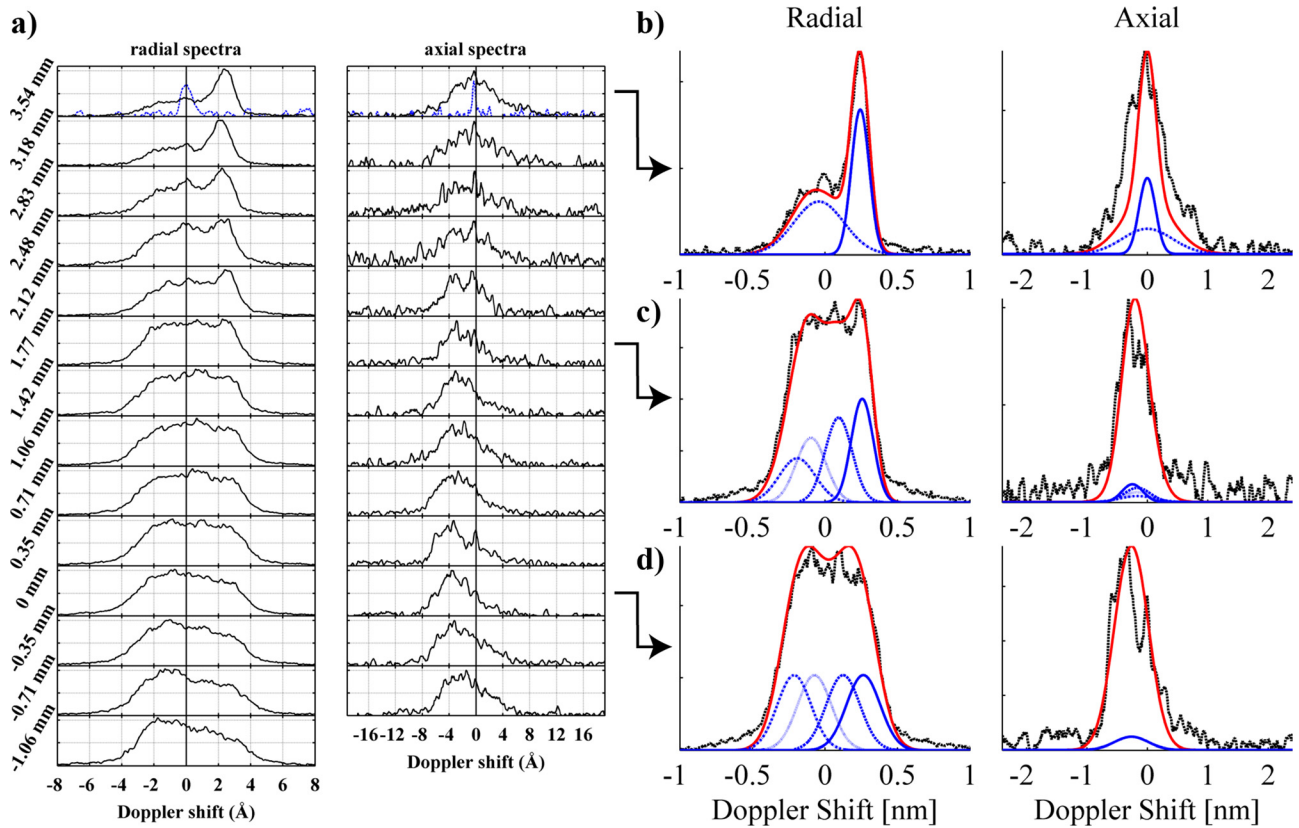 a)
radial spectra
axial spectra
3.54 mm
3.18 mm
2.83 mm
2.48 mm
2.12 mm
1.77 mm
1.42 mm
1.06 mm
0.71 mm
0.35 mm
0 mm
-0.35 mm
-0.71 mm
-1.06 mm
-8 -6 -4 -2 0 2 4 6 8
Doppler shift (Å)
-16 -12 -8 -4 0 4 8 12 16
Doppler shift (Å)
b)
Radial
Axial
-1 -0.5 0 0.5 1
-2 -1 0 1 2
c)
-1 -0.5 0 0.5 1
-2 -1 0 1 2
d)
-1 -0.5 0 0.5 1
-2 -1 0 1 2
Doppler Shift [nm]
Doppler Shift [nm]